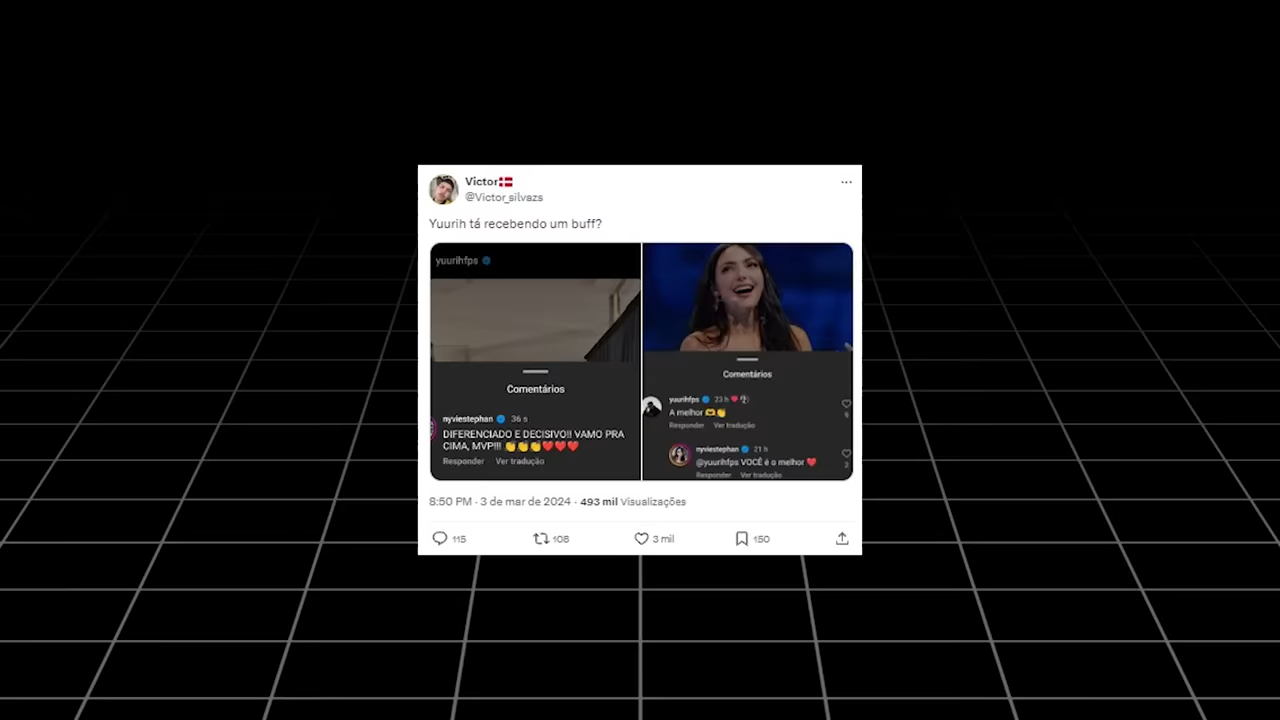 Victor🇩🇰
@Victor_silvazs
Yuurih tá recebendo um buff?
yuurihfps
Comentários
nyviestephan 36 s
DIFERENCIADO E DECISIVO!! VAMO PRA
CIMA, MVP!!! 👏👏👏❤️❤️❤️
Responder Ver tradução
Comentários
yuurihfps 23 h
A melhor 🫶👏
Responder Ver tradução
nyviestephan 21 h
@yuurihfps VOCÊ é o melhor ❤️
Responder Ver tradução
8:50 PM · 3 de mar de 2024 · 493 mil Visualizações
115 108 3 mil 150